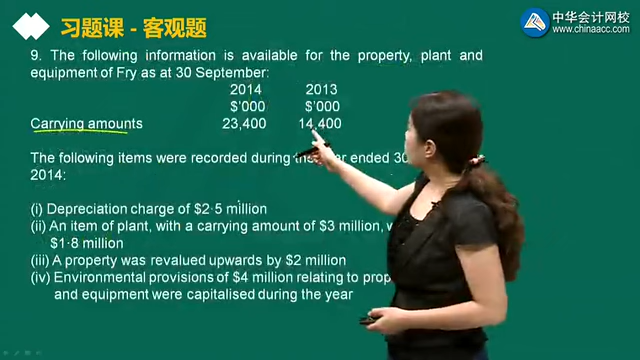 习题课 - 客观题
中华会计网校
www.chinaacc.com
9. The following information is available for the property, plant and
equipment of Fry as at 30 September:
2014 2013
$'000 $'000
Carrying amounts 23,400 14,400
The following items were recorded during the ended 30
2014:
(i) Depreciation charge of $2·5 million
(ii) An item of plant, with a carrying amount of $3 million,
$1·8 million
(iii) A property was revalued upwards by $2 million
(iv) Environmental provisions of $4 million relating to
and equipment were capitalised during the year